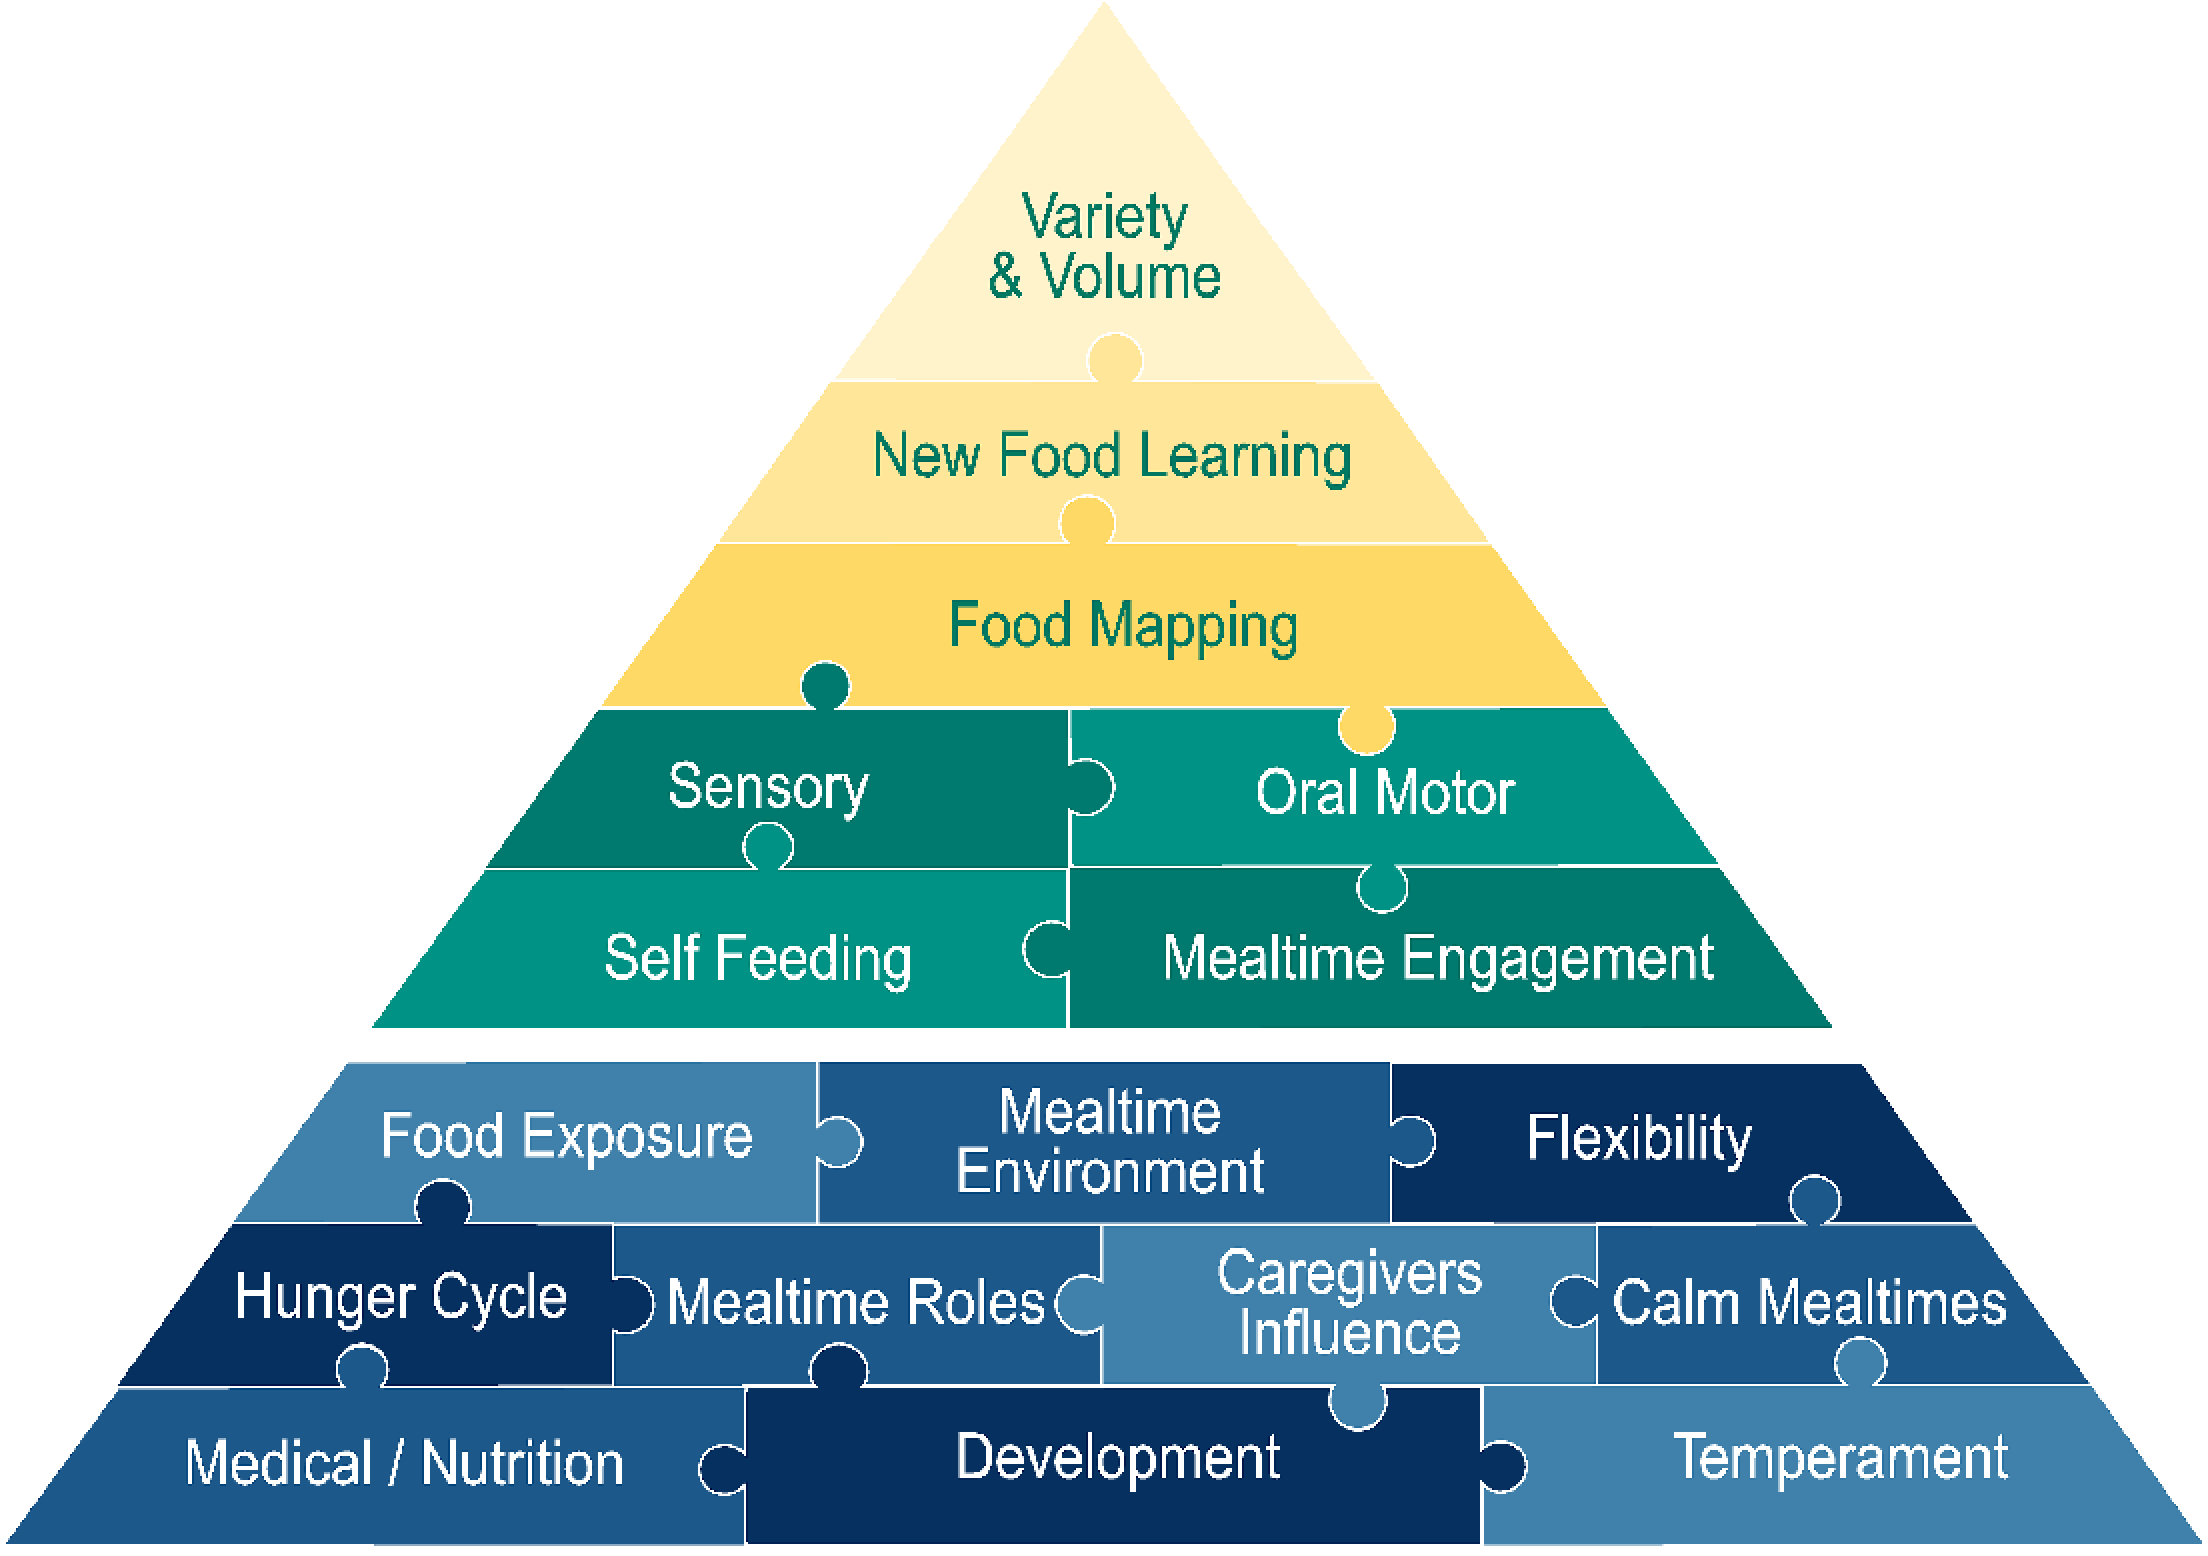 Variety
& Volume
New Food Learning
Food Mapping
Sensory
Oral Motor
Self Feeding
Mealtime Engagement
Food Exposure
Mealtime
Environment
Flexibility
Hunger Cycle
Mealtime Roles
Caregivers
Influence
Calm Mealtimes
Medical / Nutrition
Development
Temperament